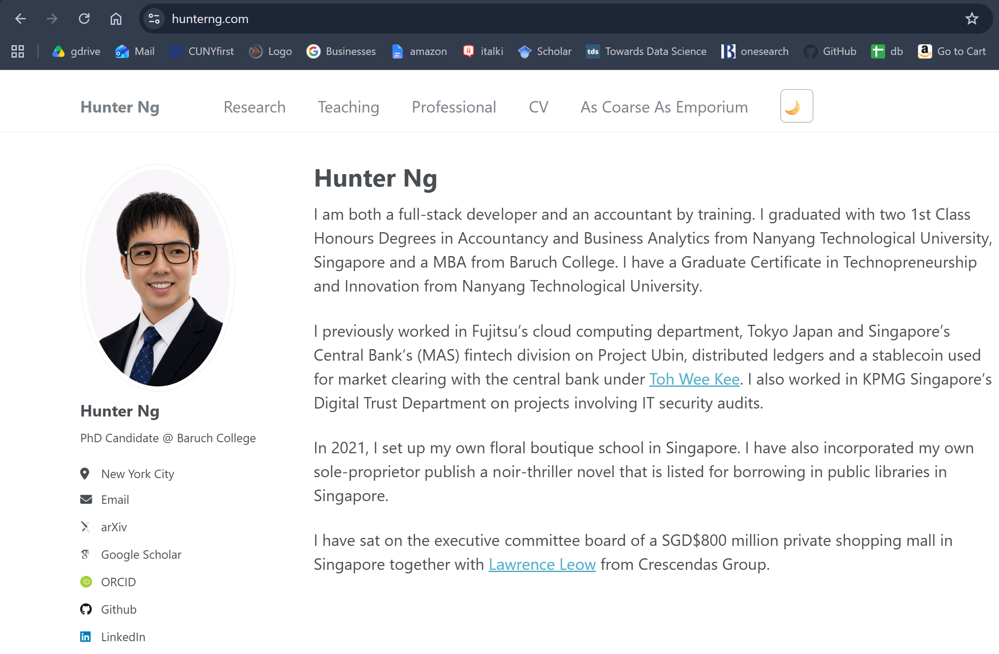 hunterng.com
gdrive Mail CUNYfirst Logo Businesses amazon italki Scholar tds Towards Data Science onesearch GitHub db Go to Cart
Hunter Ng Research Teaching Professional CV As Coarse As Emporium
Hunter Ng
I am both a full-stack developer and an accountant by training. I graduated with two 1st Class
Honours Degrees in Accountancy and Business Analytics from Nanyang Technological University,
Singapore and a MBA from Baruch College. I have a Graduate Certificate in Technopreneurship
and Innovation from Nanyang Technological University.
I previously worked in Fujitsu’s cloud computing department, Tokyo Japan and Singapore’s
Central Bank’s (MAS) fintech division on Project Ubin, distributed ledgers and a stablecoin used
for market clearing with the central bank under Toh Wee Kee. I also worked in KPMG Singapore’s
Digital Trust Department on projects involving IT security audits.
In 2021, I set up my own floral boutique school in Singapore. I have also incorporated my own
sole-proprietor publish a noir-thriller novel that is listed for borrowing in public libraries in
Singapore.
I have sat on the executive committee board of a SGD$800 million private shopping mall in
Singapore together with Lawrence Leow from Crescendas Group.
Hunter Ng
PhD Candidate @ Baruch College
New York City
Email
arXiv
Google Scholar
ORCID
Github
LinkedIn